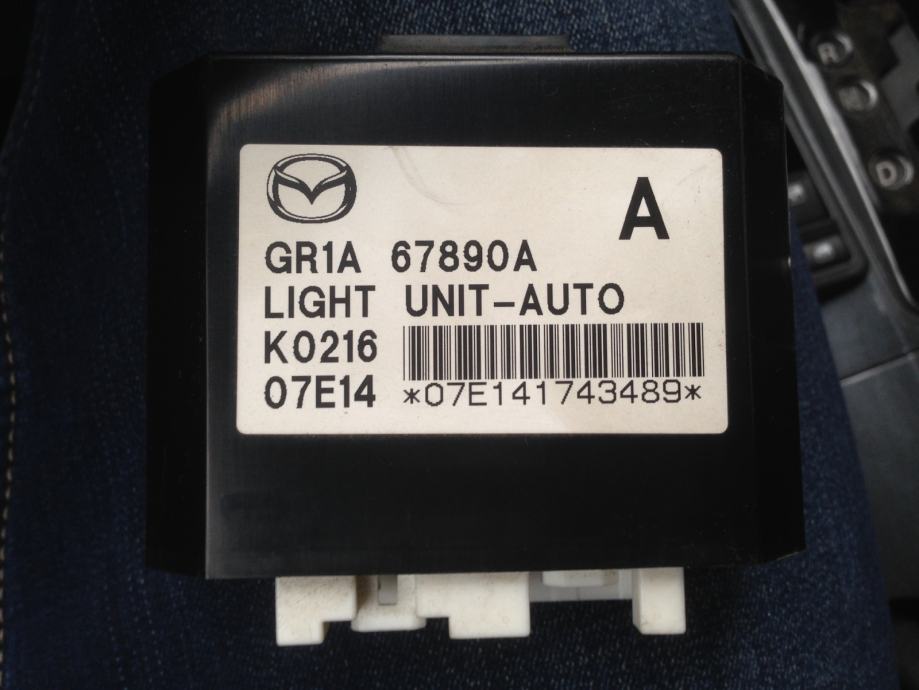 A
GR1A 67890A
LIGHT UNIT-AUTO
K0216
07E14 *07E141743489*
R
D